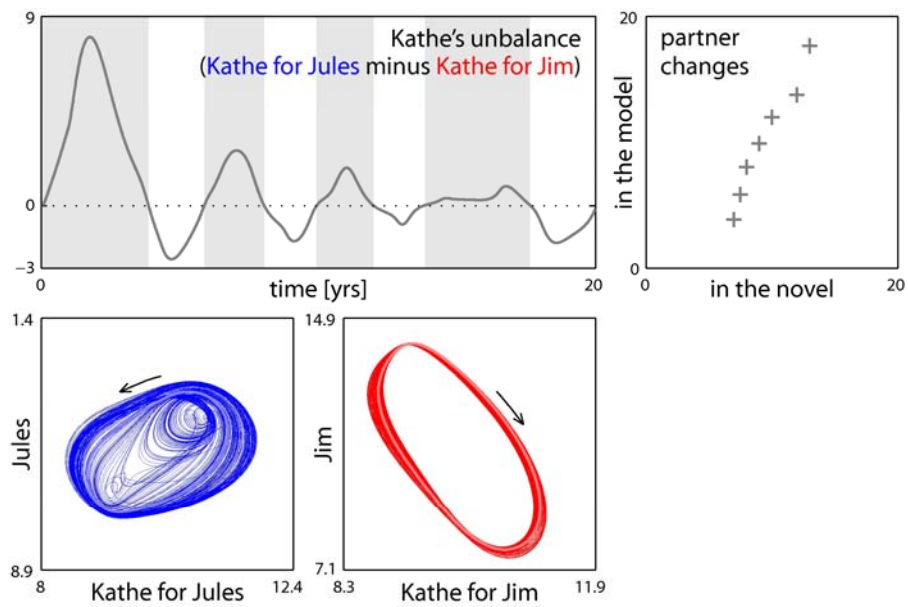 9
0
−3
Kathe's unbalance
(Kathe for Jules minus Kathe for Jim)
0
time [yrs]
20
20
partner
changes
in the model
0
0
in the novel
20
1.4
Jules
8.9
8
Kathe for Jules
12.4
14.9
Jim
7.1
8.3
Kathe for Jim
11.9